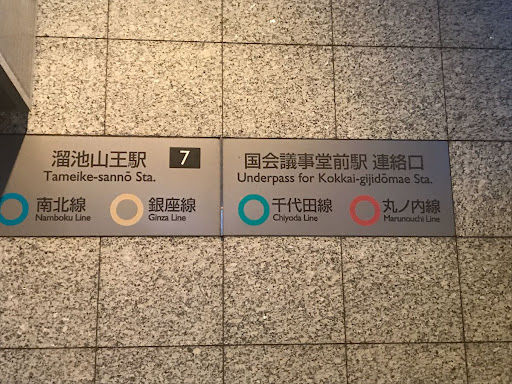 溜池山王駅 7
Tameike-sannō Sta.
南北線 銀座線
Namboku Line Ginza Line
国会議事堂前駅 連絡口
Underpass for Kokkai-gijidōmae Sta.
千代田線 丸ノ内線
Chiyoda Line Marunouchi Line